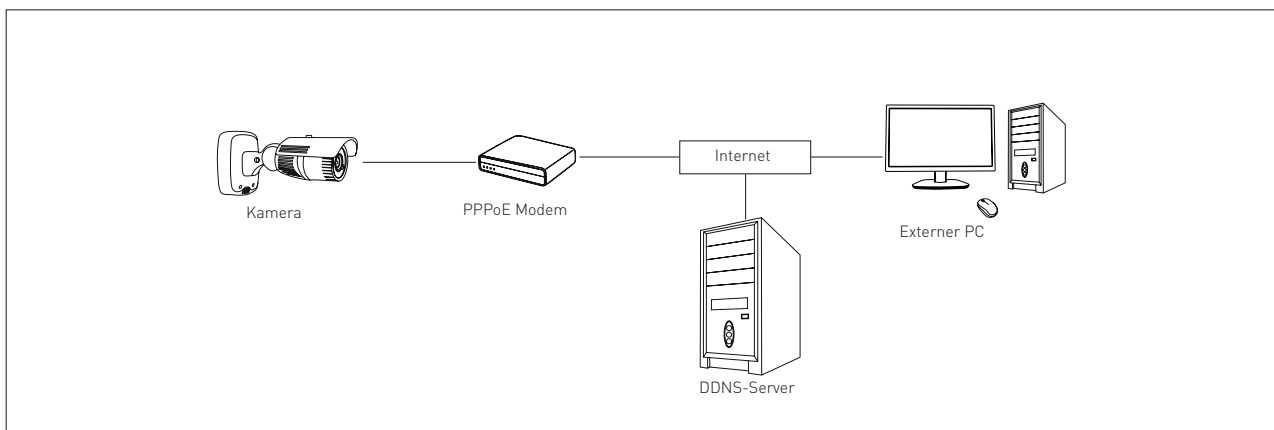 Internet
Kamera
PPPoE Modem
Externer PC
DDNS-Server